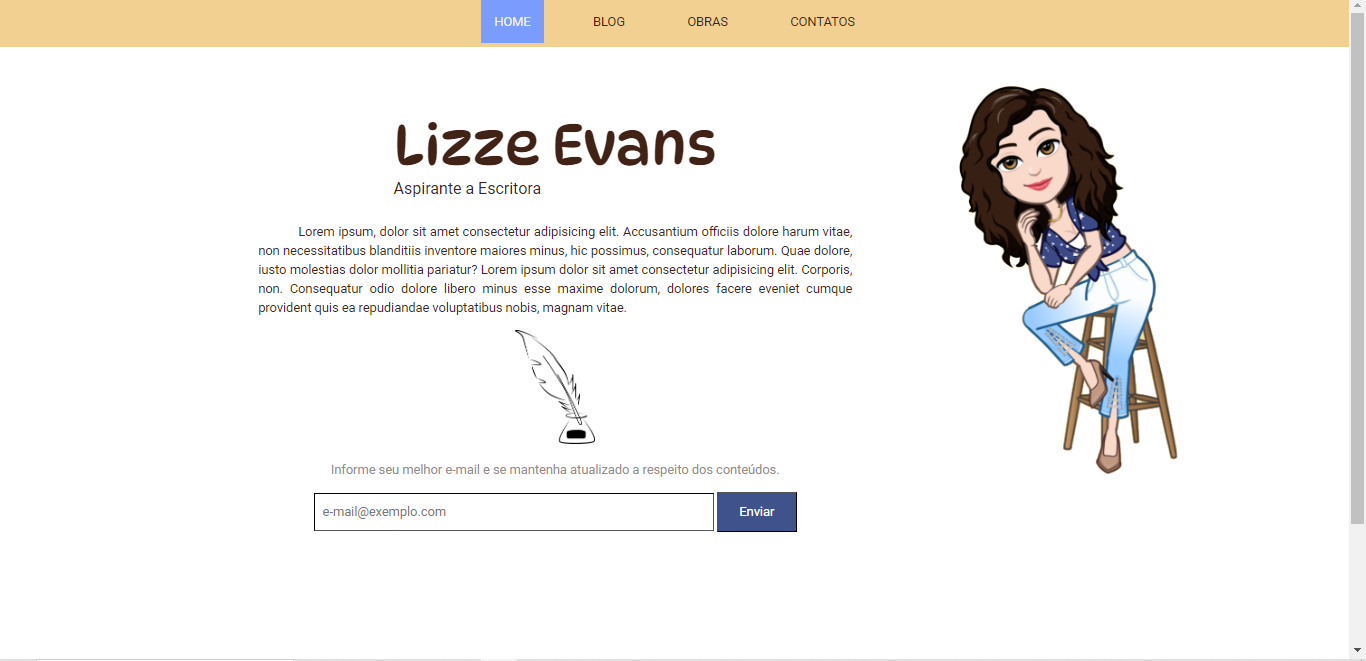 HOME BLOG OBRAS CONTATOS
Lizze Evans
Aspirante a Escritora
Lorem ipsum, dolor sit amet consectetur adipisicing elit. Accusantium officiis dolore harum vitae,
non necessitatibus blanditiis inventore maiores minus, hic possimus, consequatur laborum. Quae dolore,
iusto molestias dolor mollitia pariatur? Lorem ipsum dolor sit amet consectetur adipisicing elit. Corporis,
non. Consequatur odio dolore libero minus esse maxime dolorum, dolores facere eveniet cumque
provident quis ea repudiandae voluptatibus nobis, magnam vitae.
Informe seu melhor e-mail e se mantenha atualizado a respeito dos conteúdos.
e-mail@exemplo.com Enviar